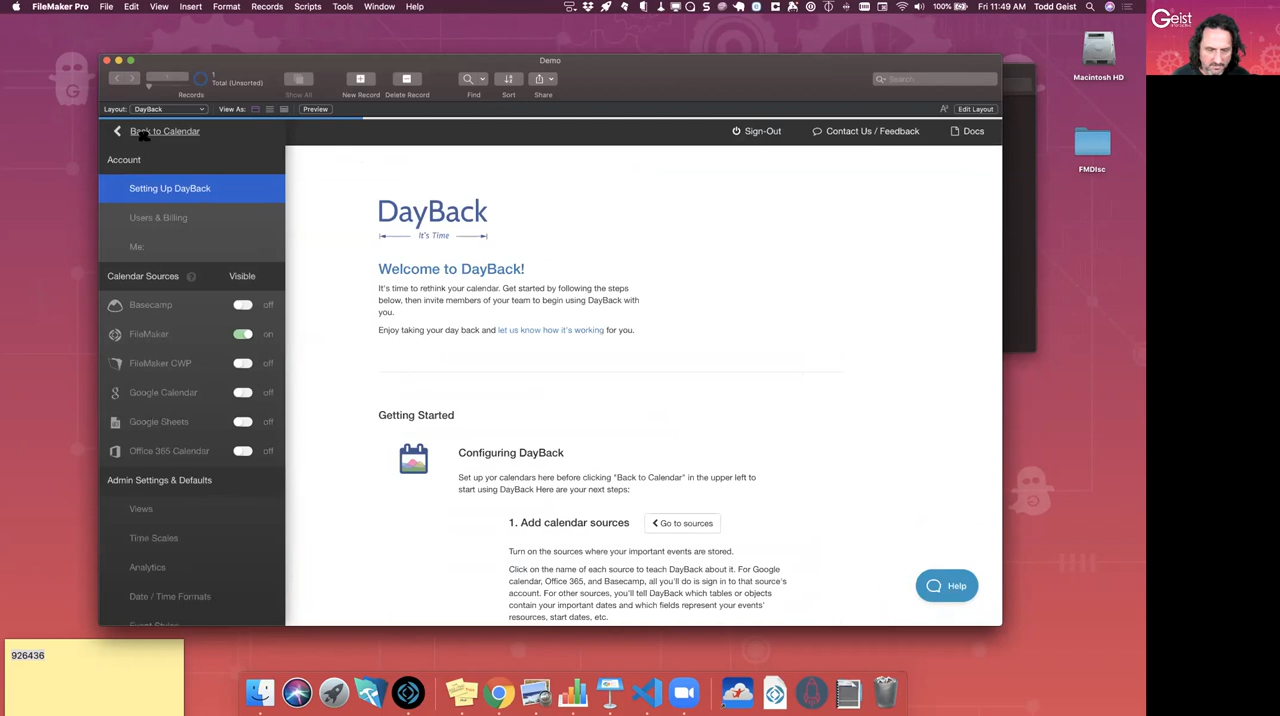 FileMaker Pro File Edit View Insert Format Records Scripts Tools Window Help 100% Fri 11:49 AM Todd Geist
Geist
INTERACTIVE
Demo
1
Total (Unsorted)
Records Show All New Record Delete Record Find Sort Share
Search
Layout: DayBack View As: Preview Edit Layout
Back to Calendar
Sign-Out Contact Us / Feedback Docs
Account
Setting Up DayBack
Users & Billing
Me:
Calendar Sources ? Visible
Basecamp off
FileMaker on
FileMaker CWP off
Google Calendar off
Google Sheets off
Office 365 Calendar off
Admin Settings & Defaults
Views
Time Scales
Analytics
Date / Time Formats
Event Styles
DayBack
It's Time
Welcome to DayBack!
It's time to rethink your calendar. Get started by following the steps
below, then invite members of your team to begin using DayBack with
you.
Enjoy taking your day back and let us know how it's working for you.
Getting Started
Configuring DayBack
Set up yor calendars here before clicking "Back to Calendar" in the upper left to
start using DayBack Here are your next steps:
1. Add calendar sources Go to sources
Turn on the sources where your important events are stored.
Click on the name of each source to teach DayBack about it. For Google
calendar, Office 365, and Basecamp, all you'll do is sign in to that source's
account. For other sources, you'll tell DayBack which tables or objects
contain your important dates and which fields represent your events'
resources, start dates, etc.
Help
Macintosh HD
FMDIsc
926436